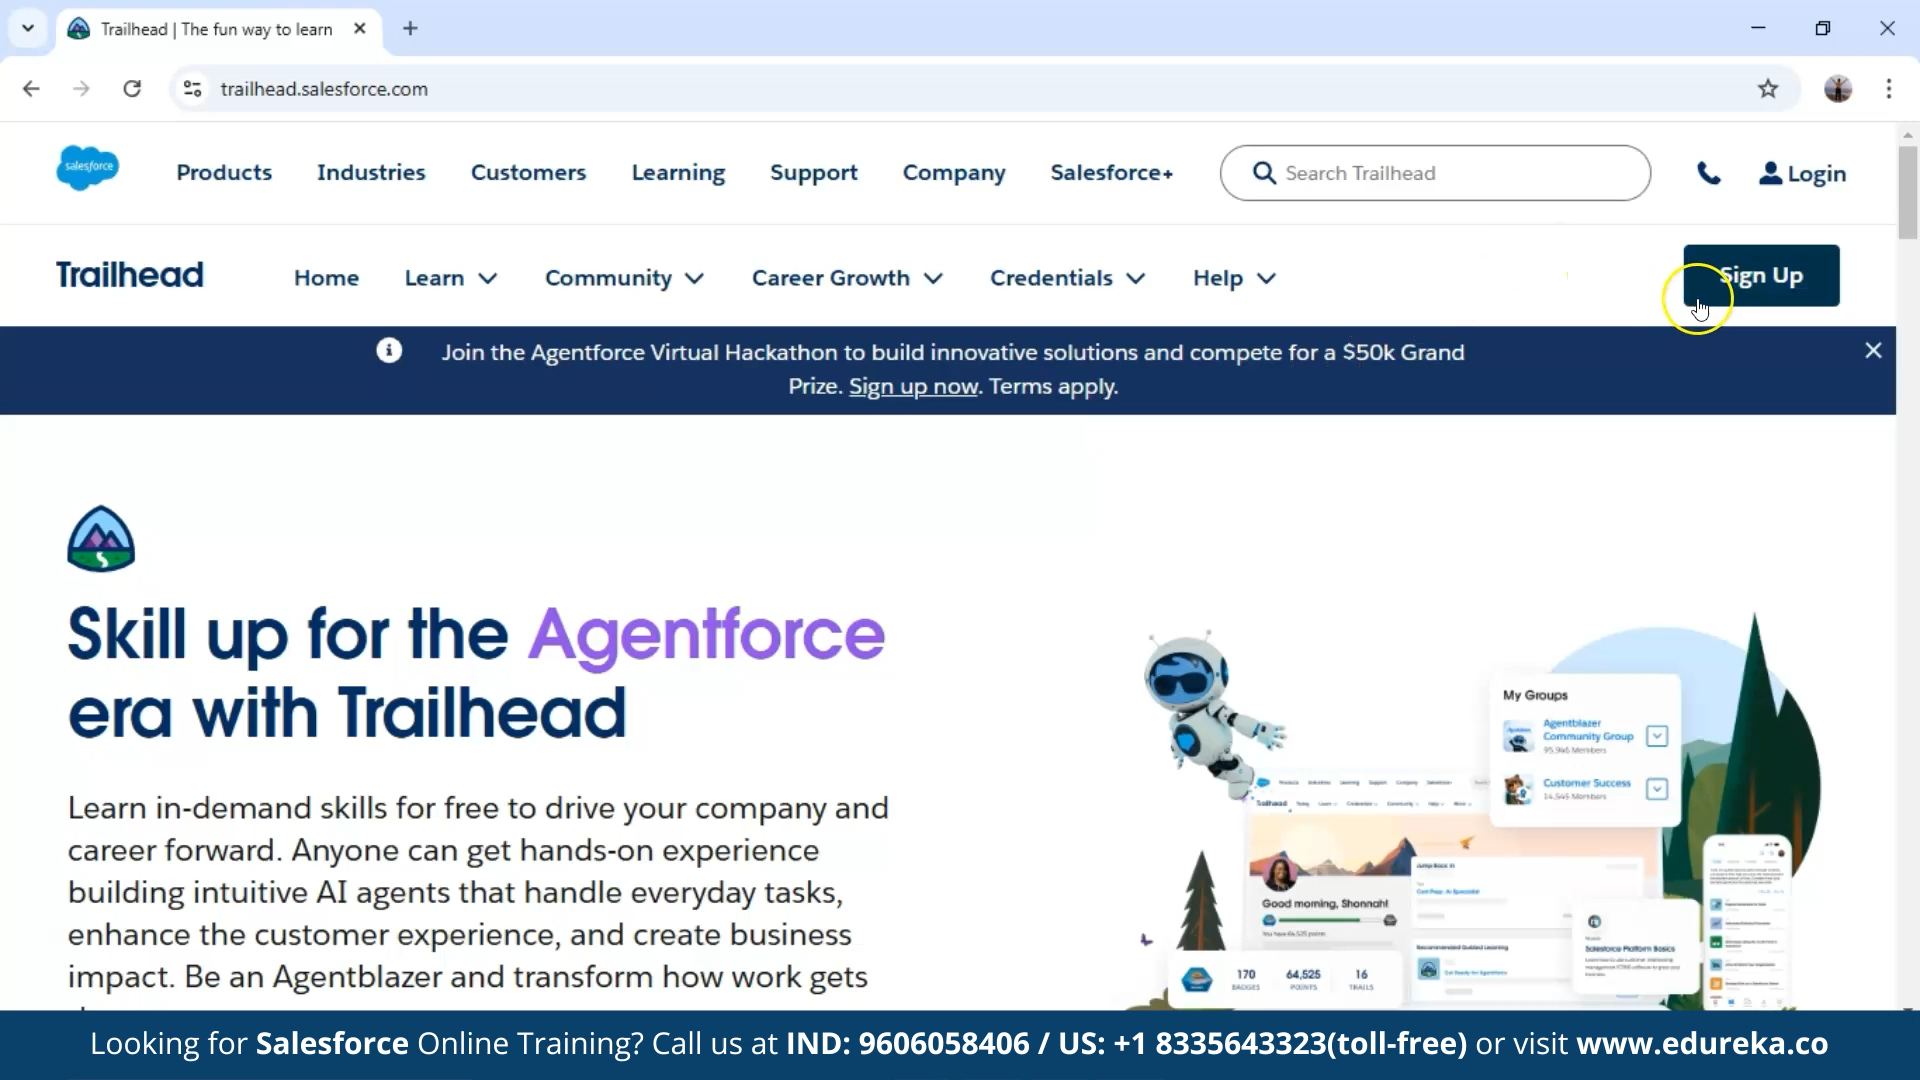 Trailhead | The fun way to learn
trailhead.salesforce.com
salesforce
Products Industries Customers Learning Support Company Salesforce+ Search Trailhead Login
Trailhead Home Learn Community Career Growth Credentials Help Sign Up
Join the Agentforce Virtual Hackathon to build innovative solutions and compete for a $50k Grand
Prize. Sign up now. Terms apply.
Skill up for the Agentforce
era with Trailhead
Learn in-demand skills for free to drive your company and
career forward. Anyone can get hands-on experience
building intuitive AI agents that handle everyday tasks,
enhance the customer experience, and create business
impact. Be an Agentblazer and transform how work gets
My Groups
Agentblazer
Community Group
Members
Customer Success
Members
Good morning, Shonnah!
Recommended Guided Learning
Salesforce Platform Basics
170 64,525 16
BADGES POINTS TRAILS
Looking for Salesforce Online Training? Call us at IND: 9606058406 / US: +1 8335643323(toll-free) or visit www.edureka.co